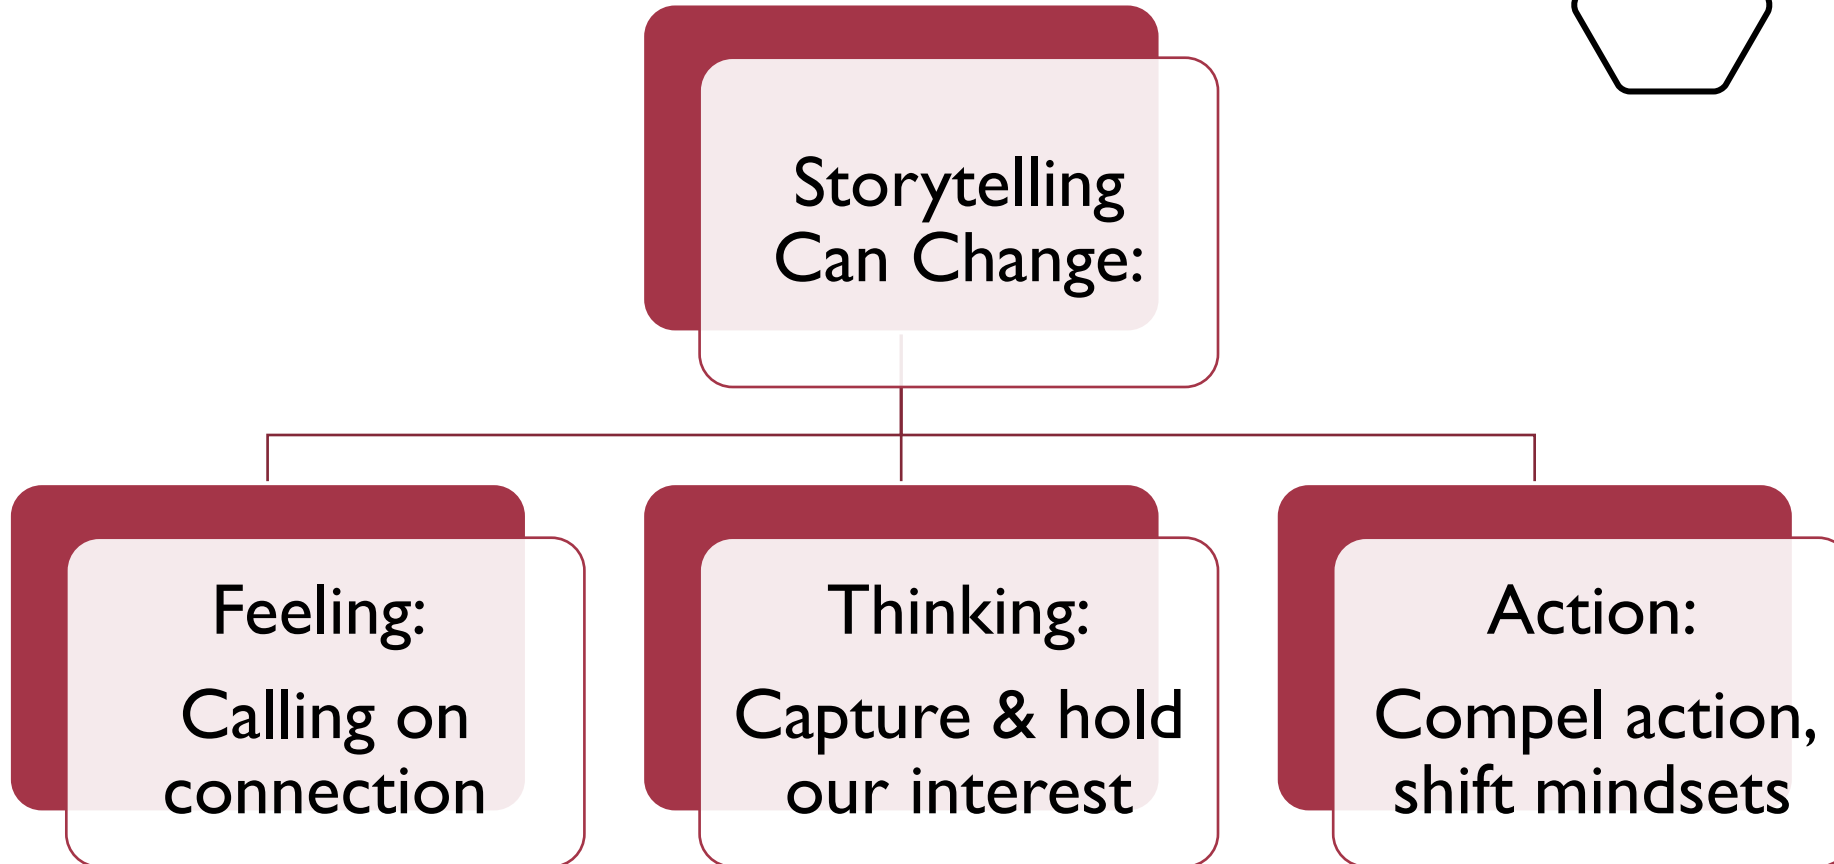 Storytelling
Can Change:
Feeling:
Calling on
connection
Thinking:
Capture & hold
our interest
Action:
Compel action,
shift mindsets